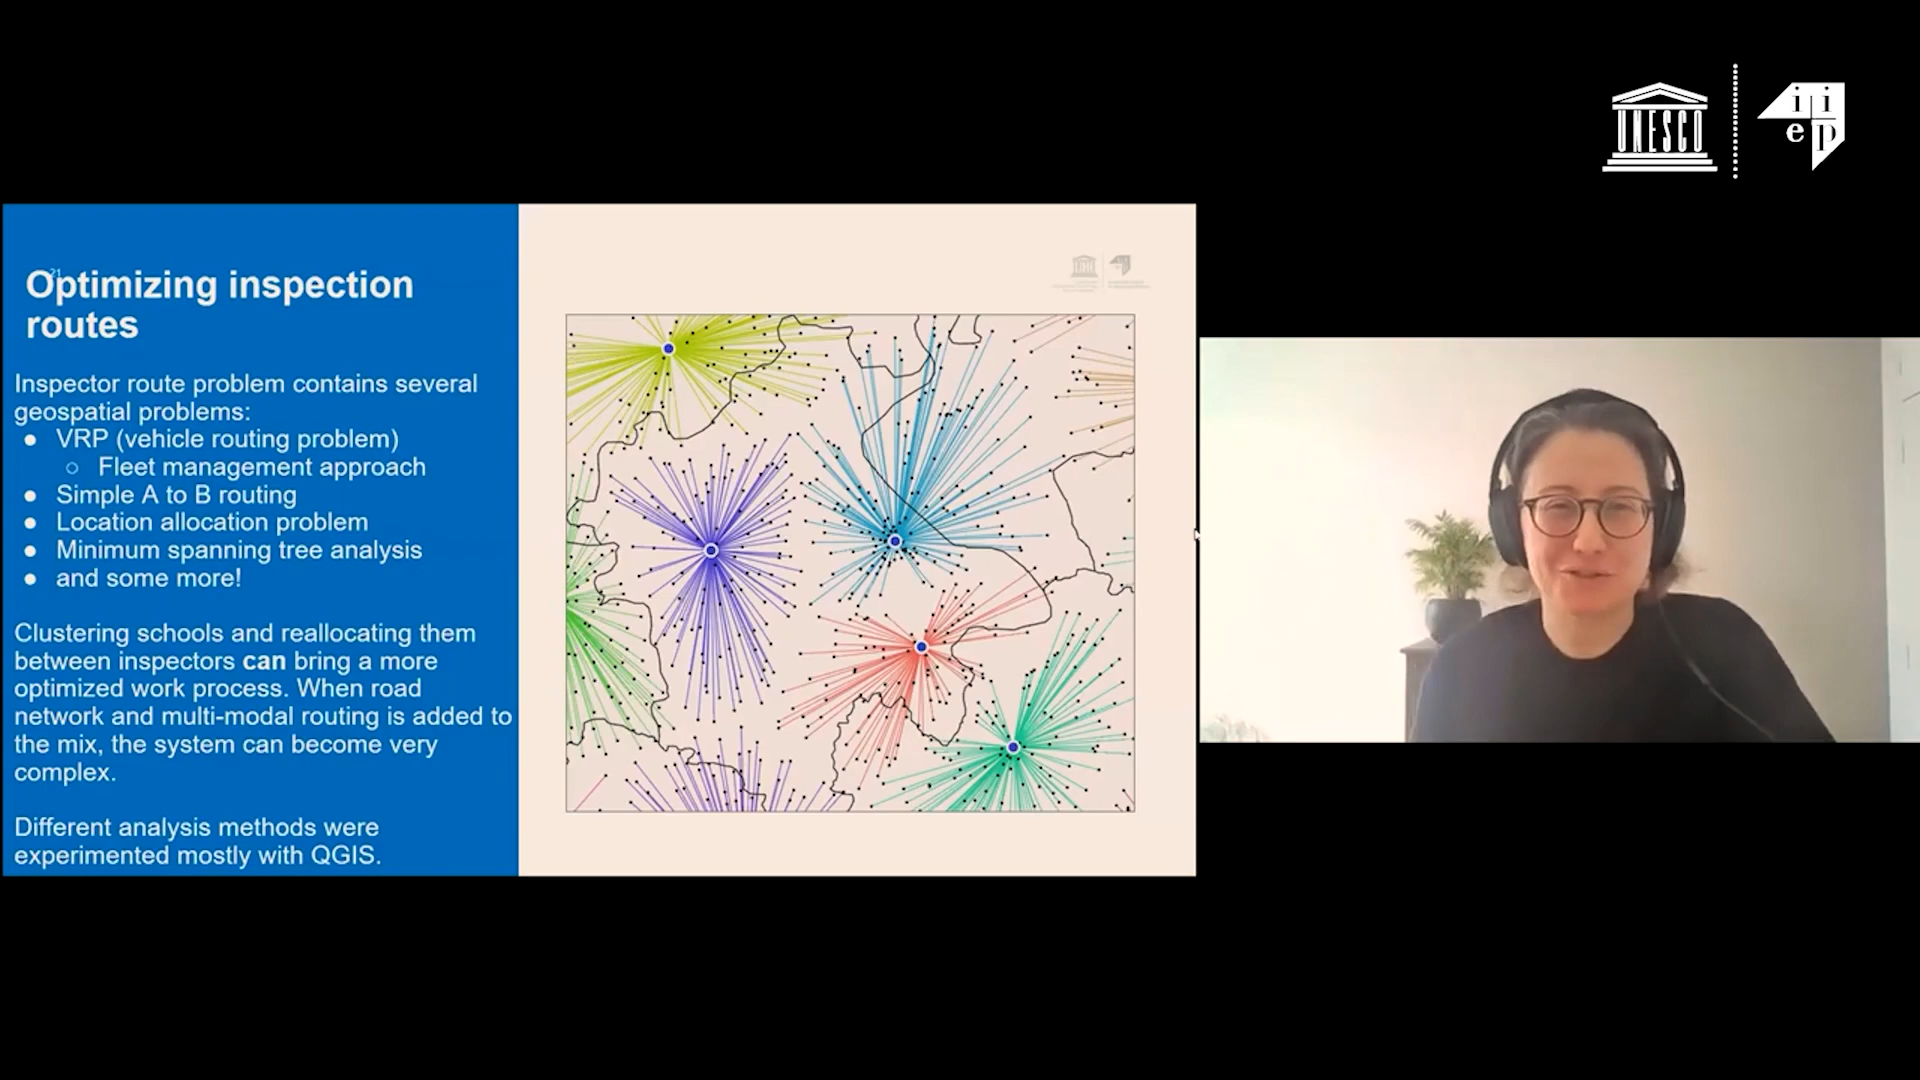 UNESCO
i i
e p
21
Optimizing inspection
routes
Inspector route problem contains several
geospatial problems:
● VRP (vehicle routing problem)
○ Fleet management approach
● Simple A to B routing
● Location allocation problem
● Minimum spanning tree analysis
● and some more!
Clustering schools and reallocating them
between inspectors can bring a more
optimized work process. When road
network and multi-modal routing is added to
the mix, the system can become very
complex.
Different analysis methods were
experimented mostly with QGIS.